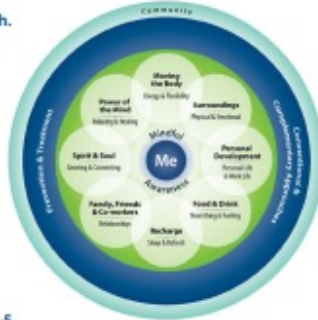 h.
Community
Prevention & Treatment
Conventional &
Complementary Approaches
Moving
the Body
Energy & Flexibility
Surroundings
Physical & Emotional
Personal
Development
Personal Life
& Work Life
Food & Drink
Nourishing & Fueling
Recharge
Sleep & Refresh
Family, Friends
& Co-workers
Relationships
Spirit & Soul
Growing & Connecting
Power of
the Mind
Relaxing & Healing
Mindful
Me
Awareness